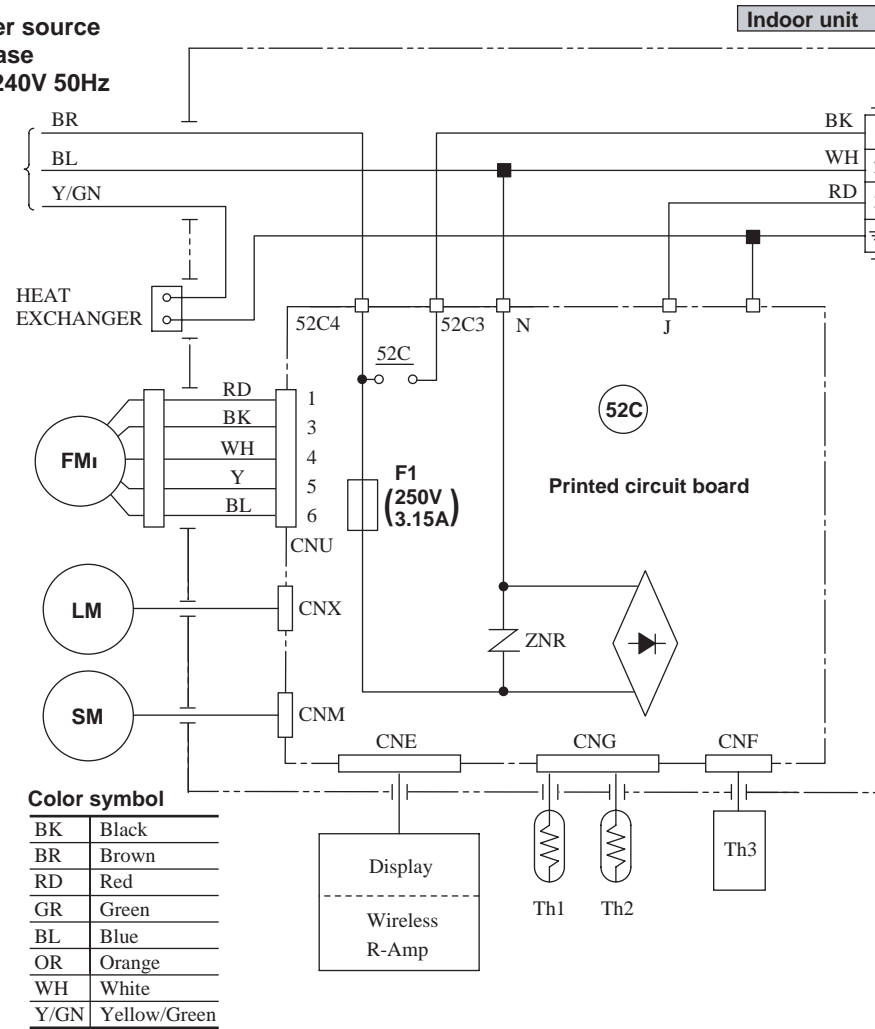 Indoor unit
er source
ase
240V 50Hz
BR
BL
Y/GN
BK
WH
RD
HEAT
EXCHANGER
52C4
52C3
N
J
52C
52C
RD
BK
WH
Y
BL
1
3
4
5
6
CNU
FMI
F1
(250V
3.15A)
Printed circuit board
LM
CNX
ZNR
SM
CNM
CNE
CNG
CNF
Display
Wireless
R-Amp
Th1
Th2
Th3
Color symbol
BK Black
BR Brown
RD Red
GR Green
BL Blue
OR Orange
WH White
Y/GN Yellow/Green